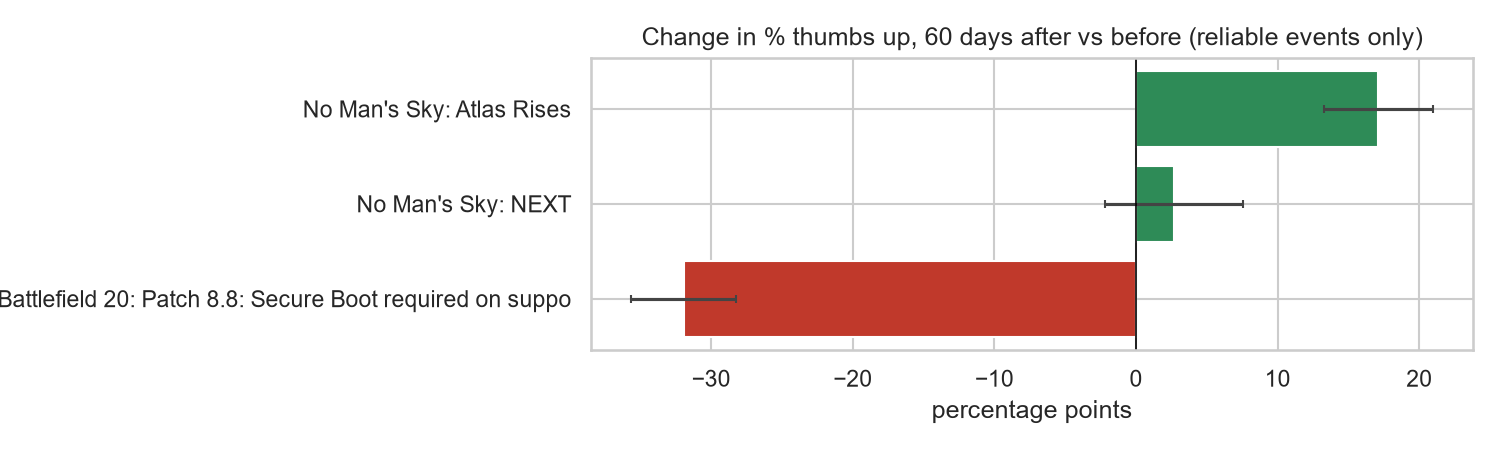 Change in % thumbs up, 60 days after vs before (reliable events only)
No Man's Sky: Atlas Rises
No Man's Sky: NEXT
Battlefield 20: Patch 8.8: Secure Boot required on suppo
−30 −20 −10 0 10 20
percentage points